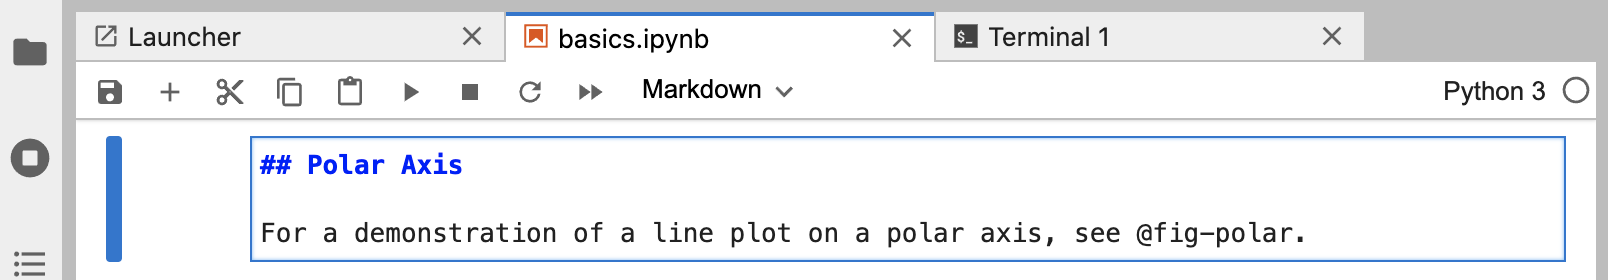 Launcher
basics.ipynb
$_ Terminal 1
Markdown
Python 3
## Polar Axis
For a demonstration of a line plot on a polar axis, see @fig-polar.